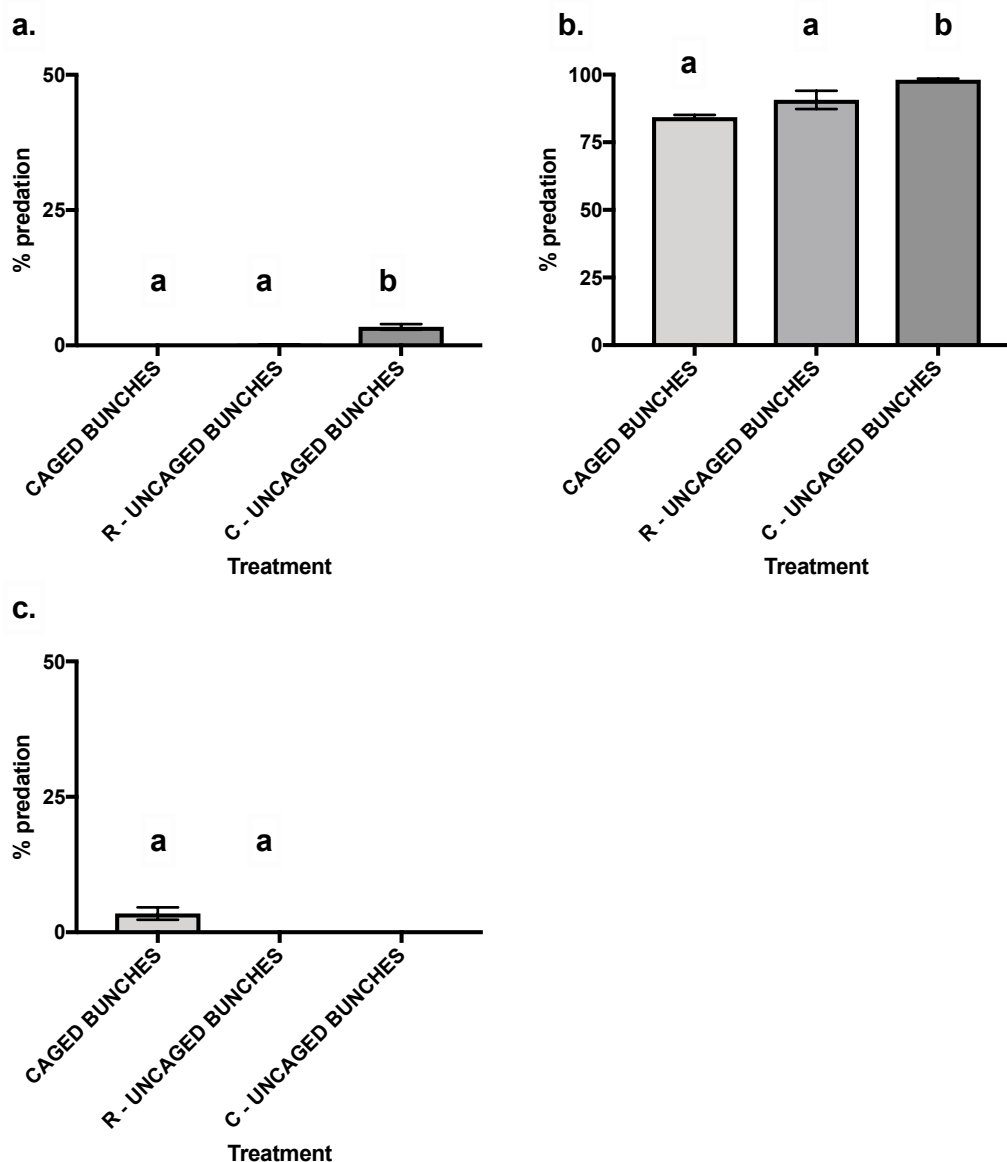 a.
50
25
0
% predation
a
a
b
CAGED BUNCHES
R - UNCAGED BUNCHES
C - UNCAGED BUNCHES
Treatment
b.
a
a
b
100
75
50
25
0
% predation
CAGED BUNCHES
R - UNCAGED BUNCHES
C - UNCAGED BUNCHES
Treatment
c.
50
25
0
% predation
a
a
CAGED BUNCHES
R - UNCAGED BUNCHES
C - UNCAGED BUNCHES
Treatment